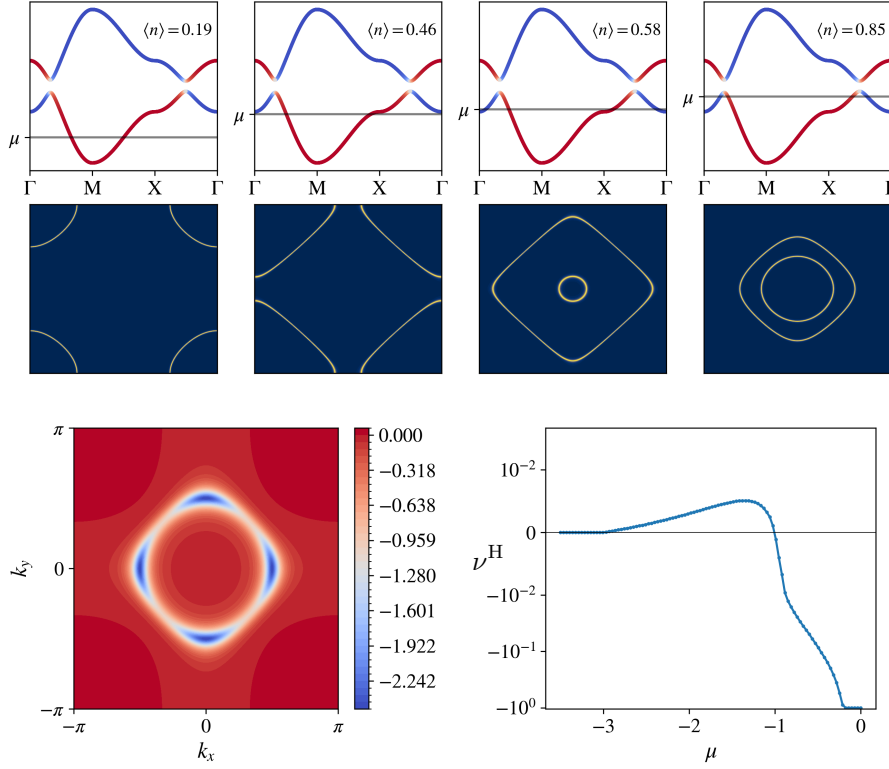 ⟨n⟩ = 0.19
⟨n⟩ = 0.46
⟨n⟩ = 0.58
⟨n⟩ = 0.85
μ
μ
μ
μ
Γ M X Γ
Γ M X Γ
Γ M X Γ
Γ M X Γ
π
0
−π
k_y
−π 0 π
k_x
0.000
−0.318
−0.638
−0.959
−1.280
−1.601
−1.922
−2.242
10⁻²
0
-10⁻²
-10⁻¹
-10⁰
ν^H
−3 −2 −1 0
μ